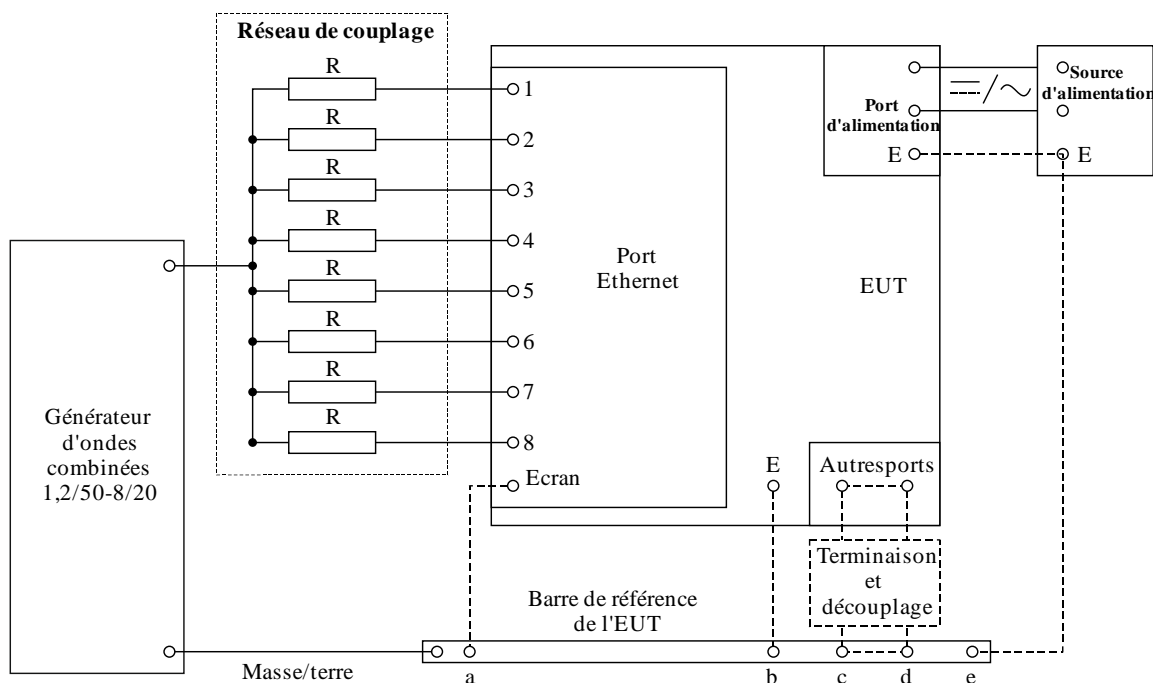 Réseau de couplage
R
1
R
2
R
3
R
4
R
5
R
6
R
7
R
8
Ecran
Port
Ethernet
EUT
Port
d'alimentation
E
Source
d'alimentation
E
Générateur
d'ondes
combinées
1,2/50-8/20
E
Autresports
Terminaison
et
découplage
Barre de référence
de l'EUT
Masse/terre
a
b
c
d
e